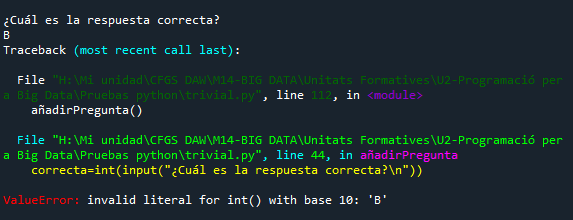 ¿Cuál es la respuesta correcta?
B
Traceback (most recent call last):
File "H:\Mi unidad\CFGS DAW\M14-BIG DATA\Unitats Formatives\U2-Programació per
a Big Data\Pruebas python\trivial.py", line 112, in <module>
añadirPregunta()
File "H:\Mi unidad\CFGS DAW\M14-BIG DATA\Unitats Formatives\U2-Programació per
a Big Data\Pruebas python\trivial.py", line 44, in añadirPregunta
correcta=int(input("¿Cuál es la respuesta correcta?\n"))
ValueError: invalid literal for int() with base 10: 'B'